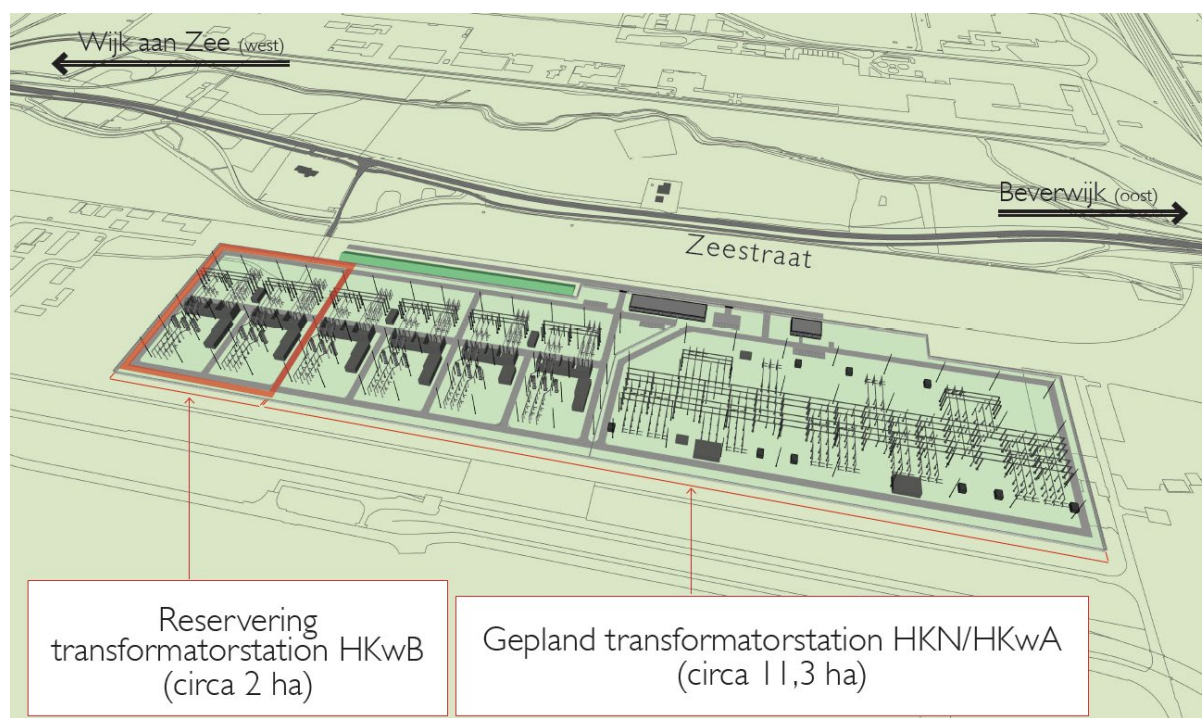 Wijk aan Zee (west)
Beverwijk (oost)
Zeestraat
Reservering
transformatorstation HKwB
(circa 2 ha)
Gepland transformatorstation HKN/HKwA
(circa 11,3 ha)